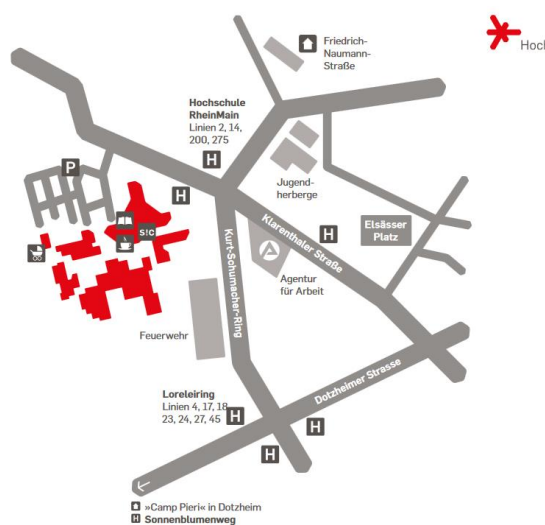 Friedrich-
Naumann-
Straße
Hoch
Hochschule
RheinMain
Linien 2, 14,
200, 275
H
P
H
Jugend-
herberge
Klarenthaler Straße
H
Elsässer
Platz
S!C
Kurt-Schumacher-Ring
Agentur
für Arbeit
Feuerwehr
Dotzheimer Strasse
Loreleiring
Linien 4, 17, 18,
23, 24, 27, 45
H
H
H
»Camp Pieri« in Dotzheim
H Sonnenblumenweg